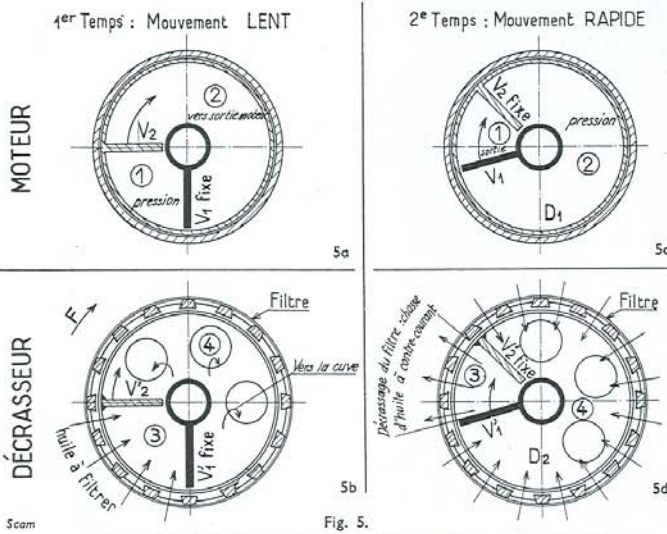 1er Temps : Mouvement LENT
2e Temps : Mouvement RAPIDE
MOTEUR
②
vers sortie moteur
V2
①
pression
V1 fixe
5a
V2 fixe
pression
①
sortie
V1
②
D1
5c
DÉCRASSEUR
F
Filtre
④
V'2
Vers la cuve
③
huile à filtrer
V'1 fixe
5b
Décrassage du filtre : chasse
d'huile à contre-courant
Filtre
V'2 fixe
③
④
V'1
D2
5d
Scam
Fig. 5.